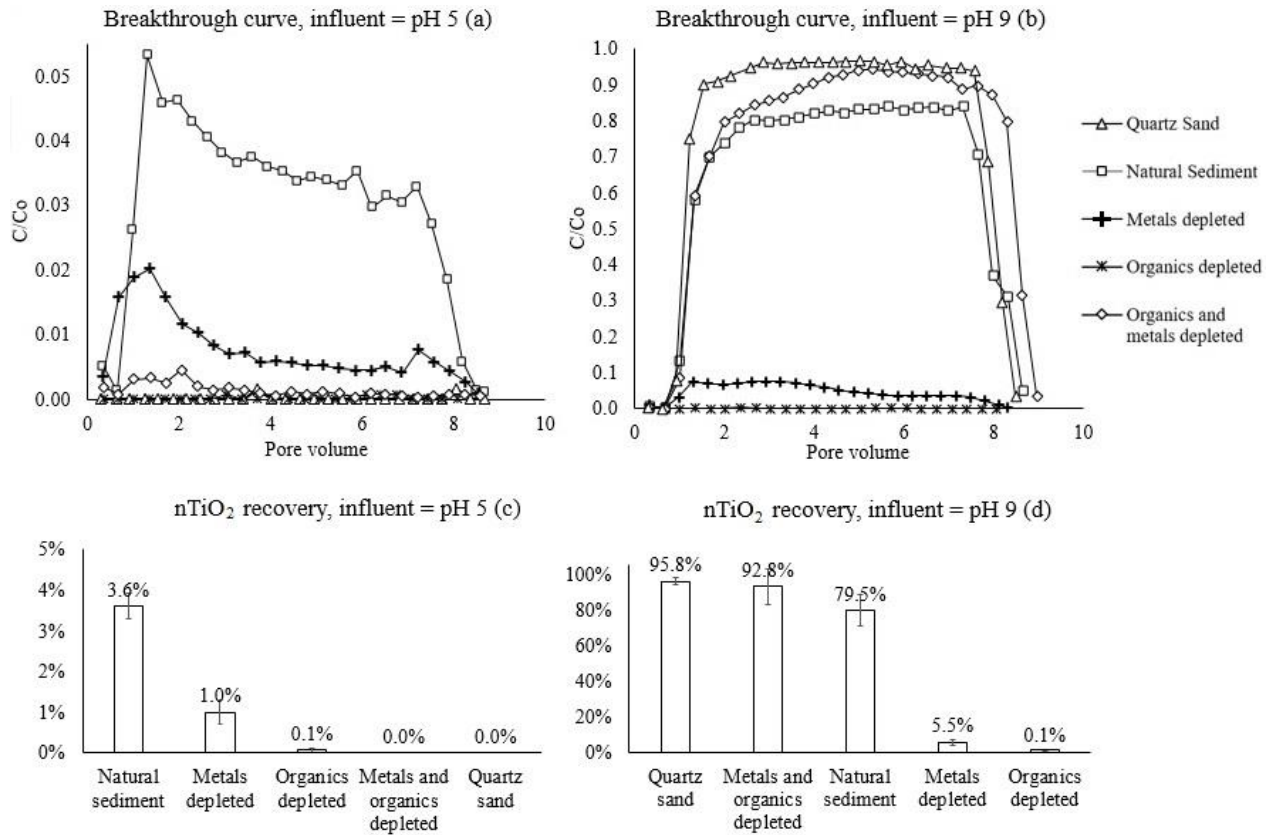 Breakthrough curve, influent = pH 5 (a)
0.05
0.04
0.03
0.02
0.01
0.00
C/Co
0
2
4
6
8
10
Pore volume
Breakthrough curve, influent = pH 9 (b)
1.0
0.9
0.8
0.7
0.6
0.5
0.4
0.3
0.2
0.1
0.0
C/Co
0
2
4
6
8
10
Pore volume
Quartz Sand
Natural Sediment
Metals depleted
Organics depleted
Organics and
metals depleted
nTiO₂ recovery, influent = pH 5 (c)
5%
4%
3%
2%
1%
0%
3.6%
1.0%
0.1%
0.0%
0.0%
Natural
sediment
Metals
depleted
Organics
depleted
Metals and
organics
depleted
Quartz
sand
nTiO₂ recovery, influent = pH 9 (d)
100%
80%
60%
40%
20%
0%
95.8%
92.8%
79.5%
5.5%
0.1%
Quartz
sand
Metals and
organics
depleted
Natural
sediment
Metals
depleted
Organics
depleted